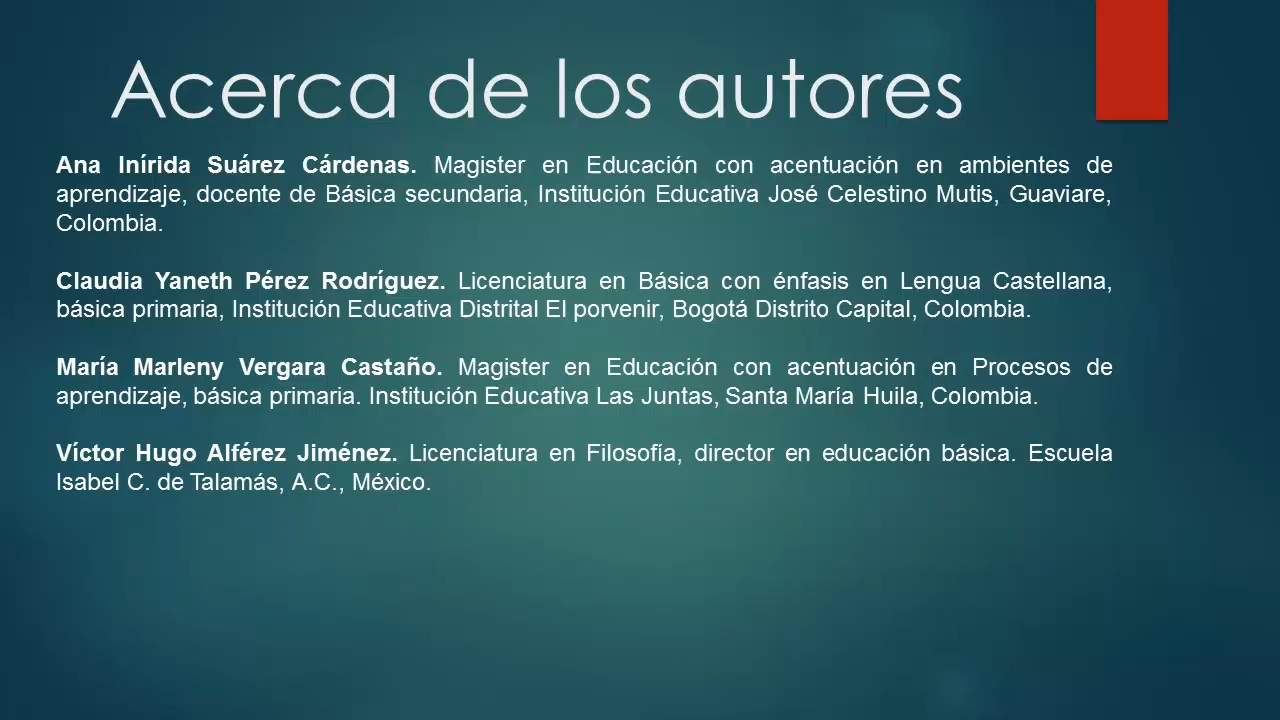 Acerca de los autores
Ana Inírida Suárez Cárdenas. Magister en Educación con acentuación en ambientes de
aprendizaje, docente de Básica secundaria, Institución Educativa José Celestino Mutis, Guaviare,
Colombia.
Claudia Yaneth Pérez Rodríguez. Licenciatura en Básica con énfasis en Lengua Castellana,
básica primaria, Institución Educativa Distrital El porvenir, Bogotá Distrito Capital, Colombia.
María Marleny Vergara Castaño. Magister en Educación con acentuación en Procesos de
aprendizaje, básica primaria. Institución Educativa Las Juntas, Santa María Huila, Colombia.
Víctor Hugo Alférez Jiménez. Licenciatura en Filosofía, director en educación básica. Escuela
Isabel C. de Talamás, A.C., México.